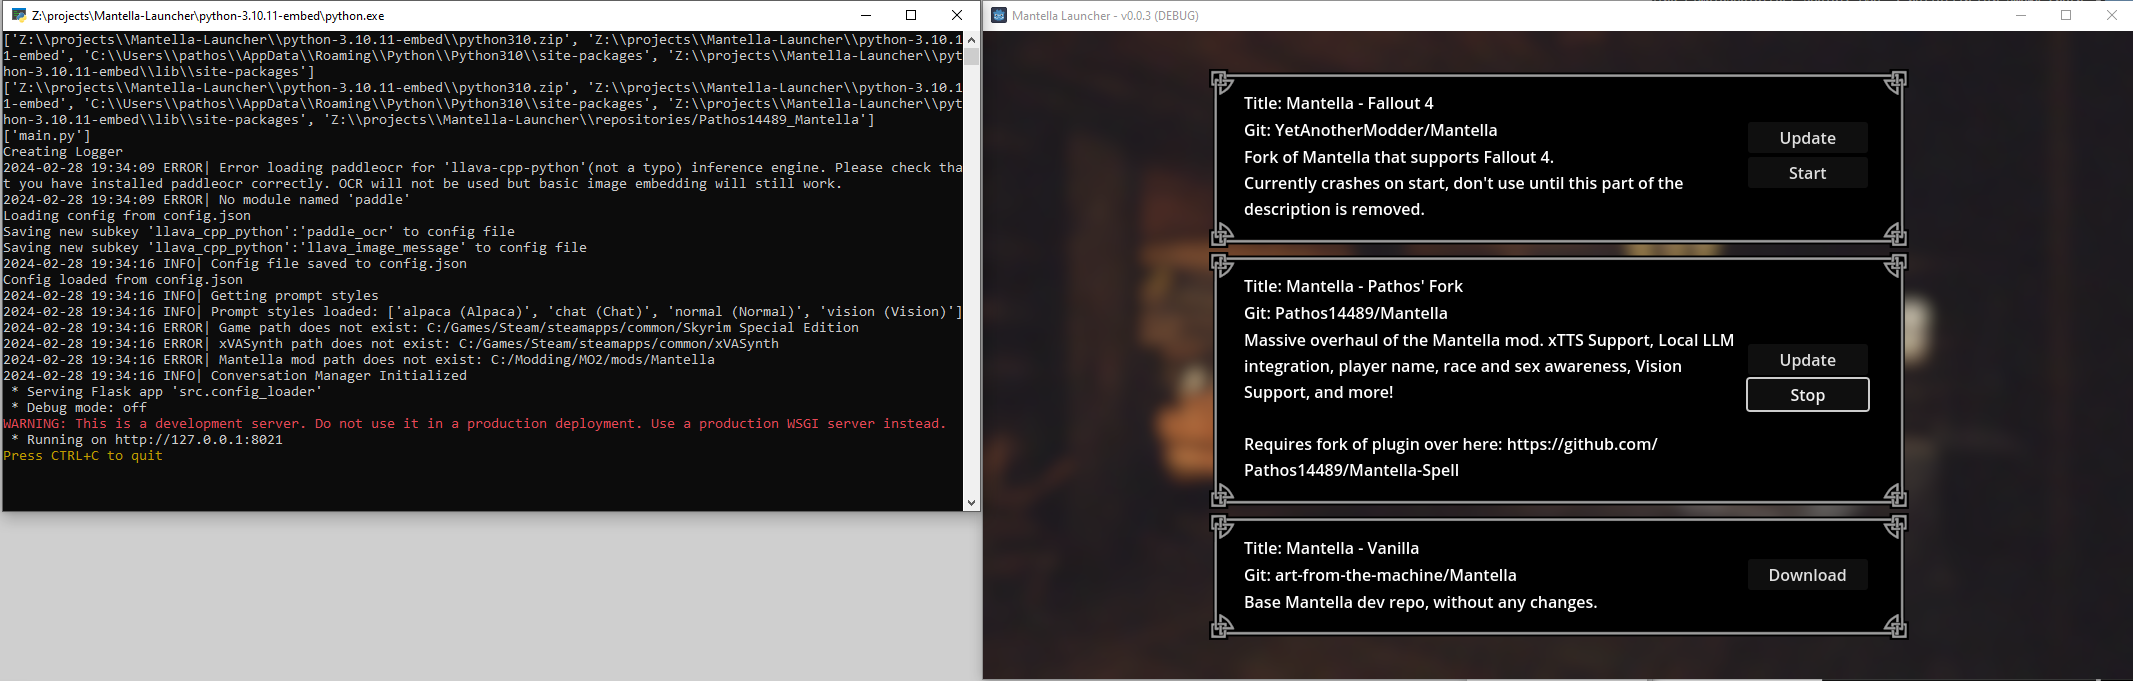 Z:\projects\Mantella-Launcher\python-3.10.11-embed\python.exe
['Z:\\projects\\Mantella-Launcher\\python-3.10.11-embed\\python310.zip', 'Z:\\projects\\Mantella-Launcher\\python-3.10.1
1-embed', 'C:\\Users\\pathos\\AppData\\Roaming\\Python\\Python310\\site-packages', 'Z:\\projects\\Mantella-Launcher\\pyt
hon-3.10.11-embed\\lib\\site-packages']
['Z:\\projects\\Mantella-Launcher\\python-3.10.11-embed\\python310.zip', 'Z:\\projects\\Mantella-Launcher\\python-3.10.1
1-embed', 'C:\\Users\\pathos\\AppData\\Roaming\\Python\\Python310\\site-packages', 'Z:\\projects\\Mantella-Launcher\\pyt
hon-3.10.11-embed\\lib\\site-packages', 'Z:\\projects\\Mantella-Launcher\\repositories/Pathos14489_Mantella']
['main.py']
Creating Logger
2024-02-28 19:34:09 ERROR| Error loading paddleocr for 'llava-cpp-python'(not a typo) inference engine. Please check tha
t you have installed paddleocr correctly. OCR will not be used but basic image embedding will still work.
2024-02-28 19:34:09 ERROR| No module named 'paddle'
Loading config from config.json
Saving new subkey 'llava_cpp_python':'paddle_ocr' to config file
Saving new subkey 'llava_cpp_python':'llava_image_message' to config file
2024-02-28 19:34:16 INFO| Config file saved to config.json
Config loaded from config.json
2024-02-28 19:34:16 INFO| Getting prompt styles
2024-02-28 19:34:16 INFO| Prompt styles loaded: ['alpaca (Alpaca)', 'chat (Chat)', 'normal (Normal)', 'vision (Vision)']
2024-02-28 19:34:16 ERROR| Game path does not exist: C:/Games/Steam/steamapps/common/Skyrim Special Edition
2024-02-28 19:34:16 ERROR| xVASynth path does not exist: C:/Games/Steam/steamapps/common/xVASynth
2024-02-28 19:34:16 ERROR| Mantella mod path does not exist: C:/Modding/MO2/mods/Mantella
2024-02-28 19:34:16 INFO| Conversation Manager Initialized
* Serving Flask app 'src.config_loader'
* Debug mode: off
WARNING: This is a development server. Do not use it in a production deployment. Use a production WSGI server instead.
* Running on http://127.0.0.1:8021
Press CTRL+C to quit
Mantella Launcher - v0.0.3 (DEBUG)
Title: Mantella - Fallout 4
Git: YetAnotherModder/Mantella
Fork of Mantella that supports Fallout 4.
Currently crashes on start, don't use until this part of the
description is removed.
Update
Start
Title: Mantella - Pathos' Fork
Git: Pathos14489/Mantella
Massive overhaul of the Mantella mod. xTTS Support, Local LLM
integration, player name, race and sex awareness, Vision
Support, and more!
Requires fork of plugin over here: https://github.com/
Pathos14489/Mantella-Spell
Update
Stop
Title: Mantella - Vanilla
Git: art-from-the-machine/Mantella
Base Mantella dev repo, without any changes.
Download